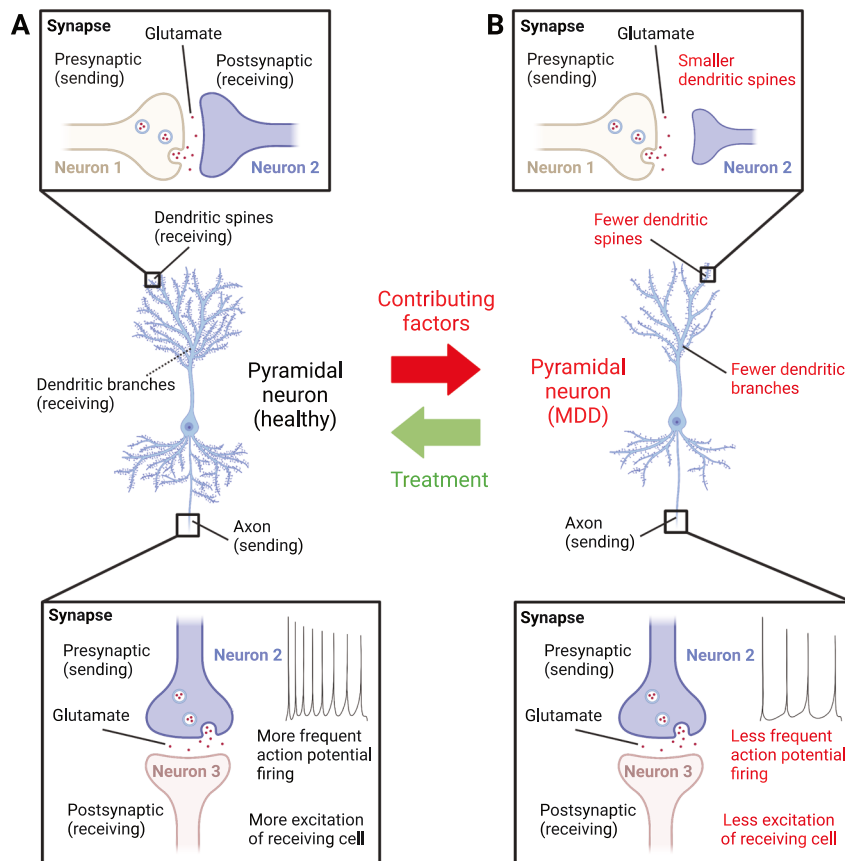 A
Synapse
Glutamate
Presynaptic
(sending)
Postsynaptic
(receiving)
Neuron 1
Neuron 2
Dendritic spines
(receiving)
Dendritic branches
(receiving)
Pyramidal
neuron
(healthy)
Axon
(sending)
Synapse
Presynaptic
(sending)
Neuron 2
Glutamate
More frequent
action potential
firing
Neuron 3
Postsynaptic
(receiving)
More excitation
of receiving cell
Contributing
factors
Treatment
B
Synapse
Glutamate
Presynaptic
(sending)
Smaller
dendritic spines
Neuron 1
Neuron 2
Fewer dendritic
spines
Fewer dendritic
branches
Pyramidal
neuron
(MDD)
Axon
(sending)
Synapse
Presynaptic
(sending)
Neuron 2
Glutamate
Less frequent
action potential
firing
Neuron 3
Postsynaptic
(receiving)
Less excitation
of receiving cell